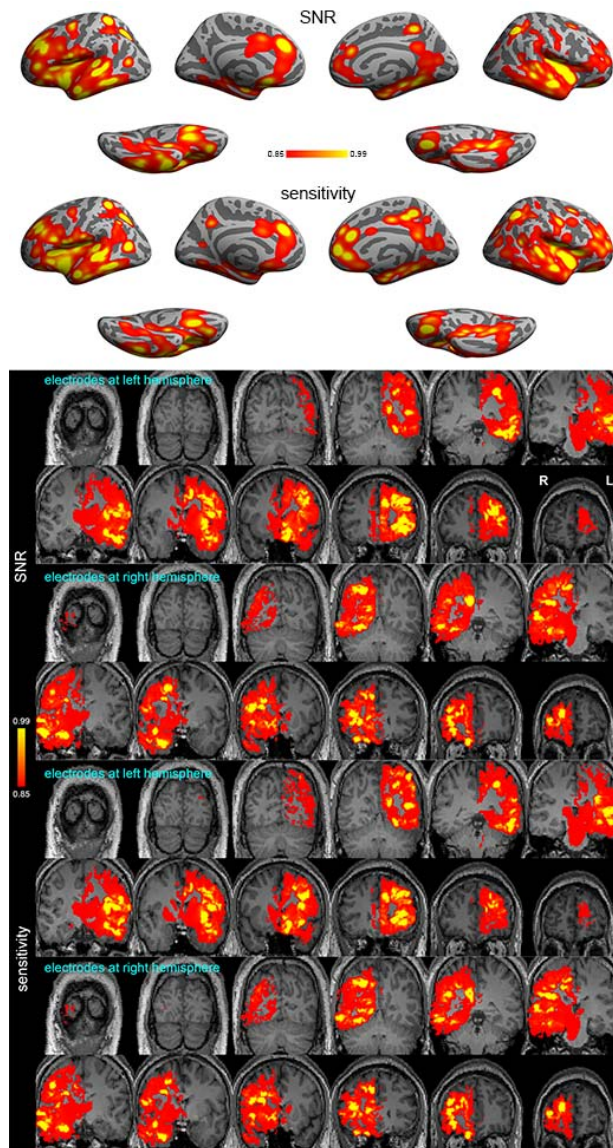 SNR
0.85 0.99
sensitivity
electrodes at left hemisphere
R L
SNR
electrodes at right hemisphere
0.99
0.85
electrodes at left hemisphere
sensitivity
electrodes at right hemisphere